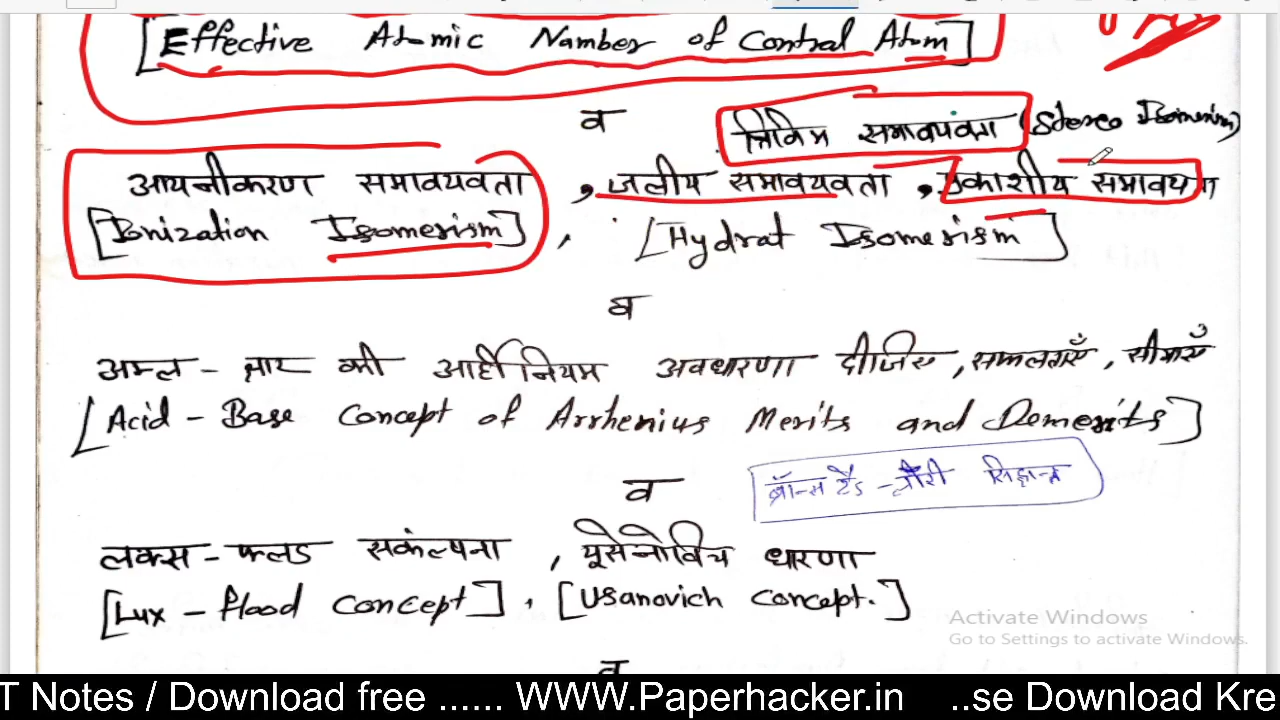 [Effective Atomic Number of Central Atom]
व
त्रिविम समावयवता (Stereo Isomerism)
आयनीकरण समावयवता , जलीय समावयवता , प्रकाशीय समावयवता
[Ionization Isomerism] , [Hydrat Isomerism]
व
अम्ल - क्षार की आर्हीनियम अवधारणा दीजिए , सफलताएँ , सीमाएँ
[Acid - Base Concept of Arrhenius Merits and Demerits]
ब्रॉन्सटैड - लौरी सिद्धान्त
व
लक्स - फ्लड संकल्पना , यूसेनोविच धारणा
[Lux - flood concept] , [Usanovich concept.]
Activate Windows
Go to Settings to activate Windows.
व
T Notes / Download free ...... WWW.Paperhacker.in ..se Download Kre